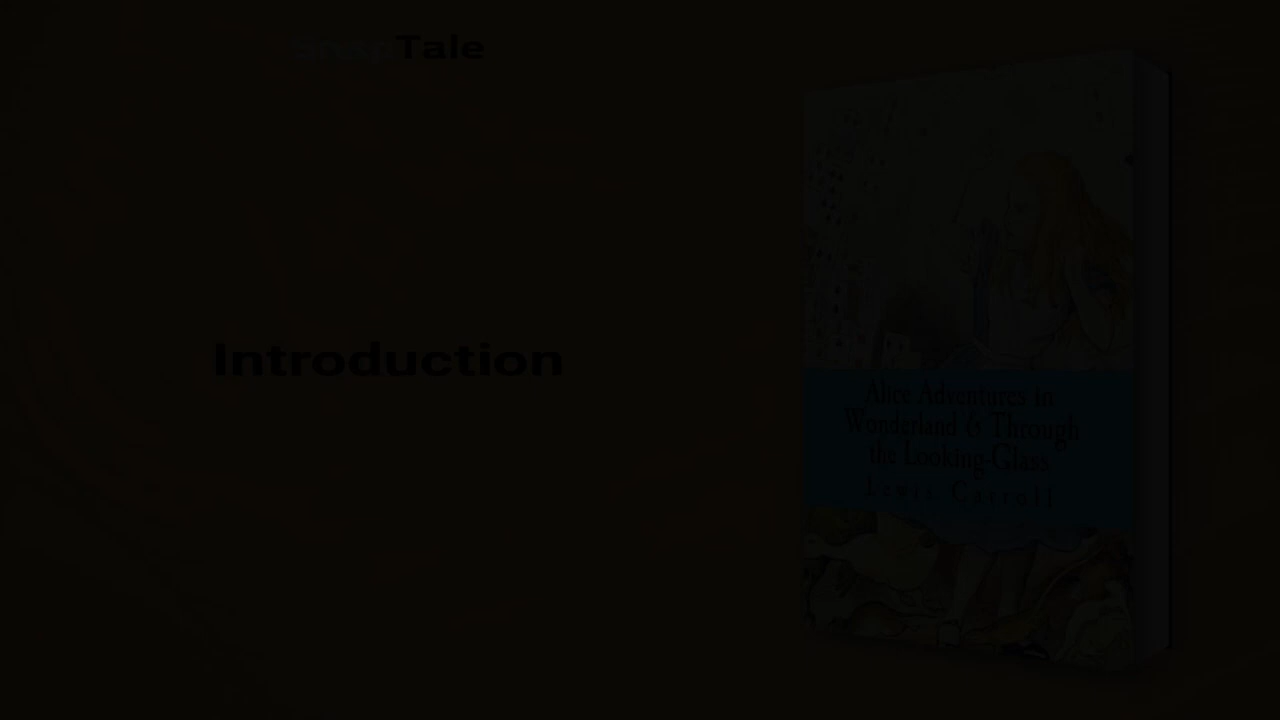 Tale
Introduction
Alice Adventures in
Wonderland & Through
the Looking-Glass
Lewis Carroll